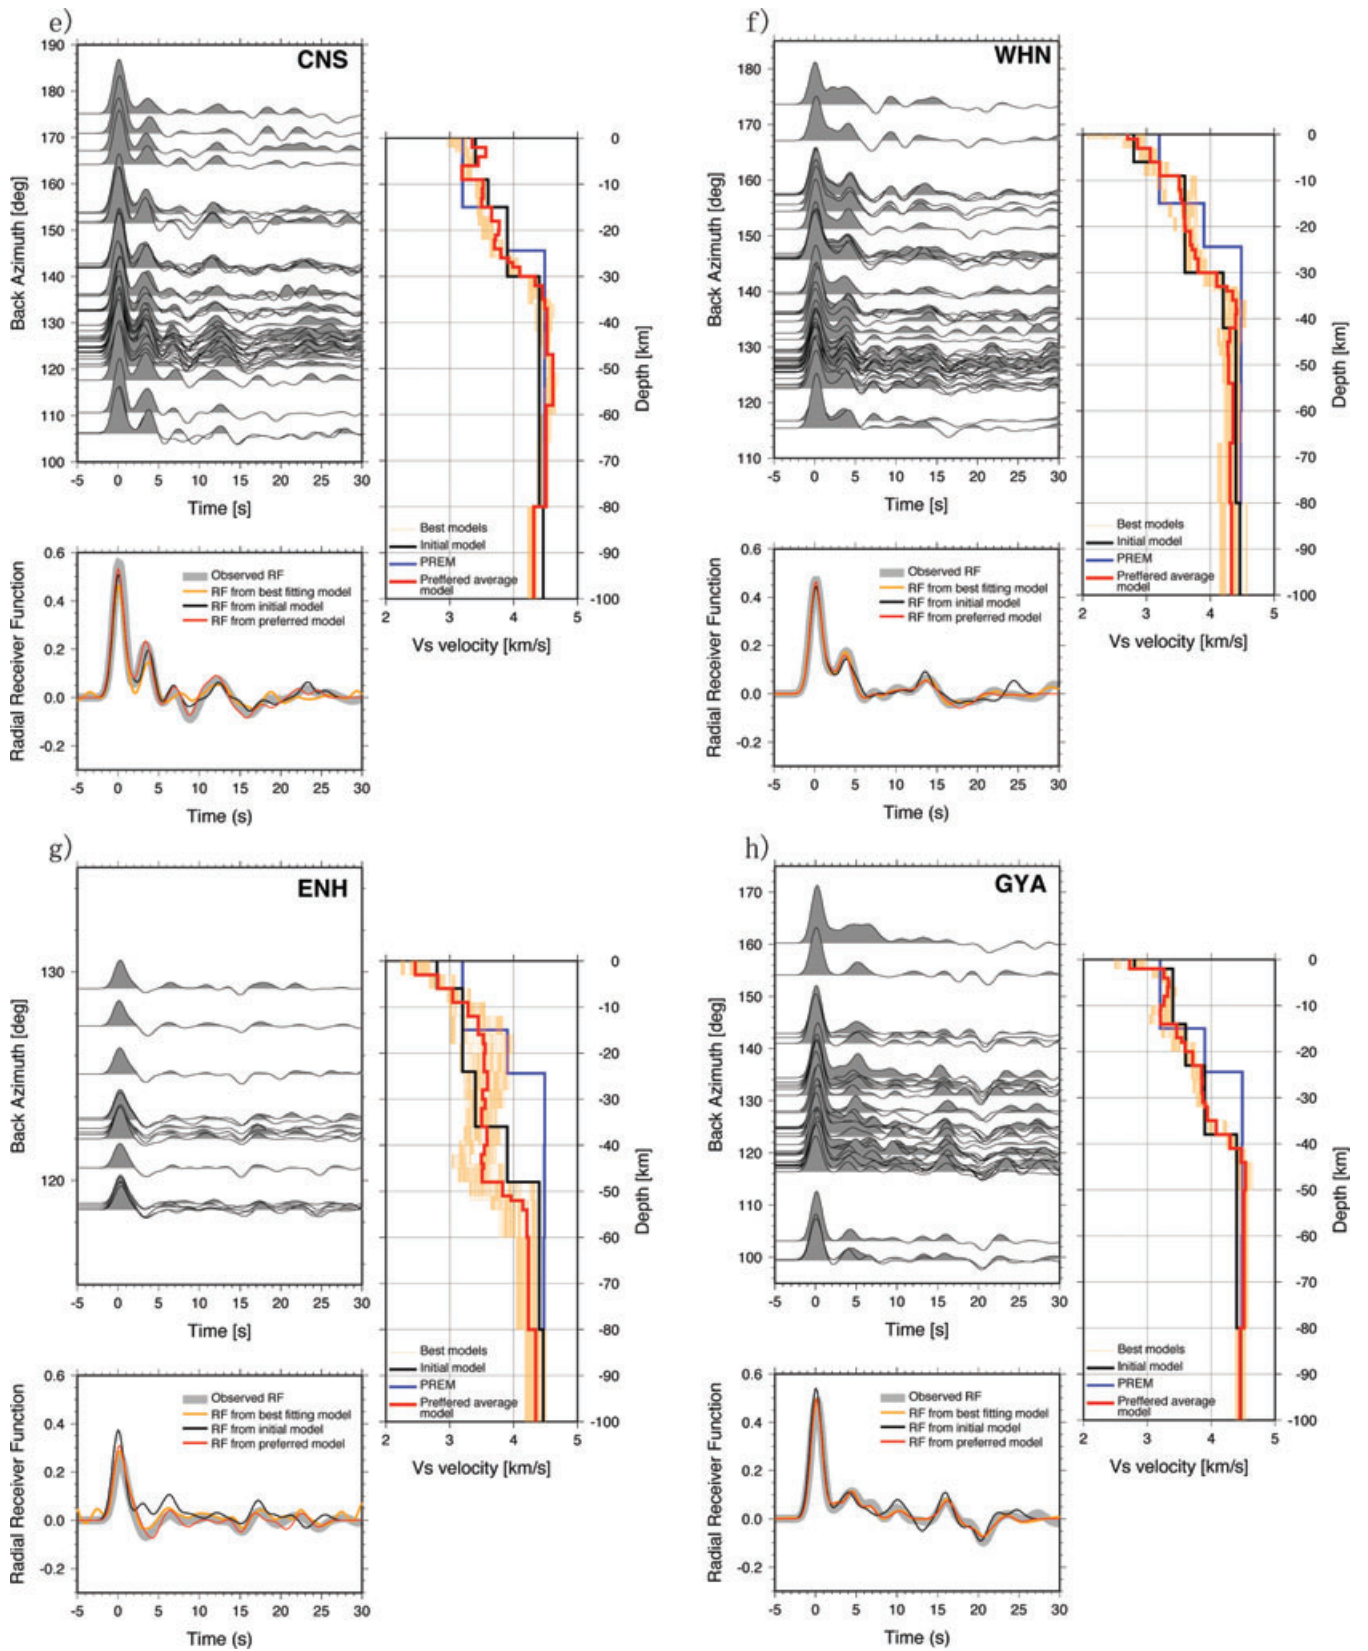 e)
CNS
190
180
170
160
150
140
130
120
110
100
Back Azimuth [deg]
-5 0 5 10 15 20 25 30
Time [s]
0
-10
-20
-30
-40
-50
-60
-70
-80
-90
-100
Depth [km]
Best models
Initial model
PREM
Preffered average
model
2 3 4 5
Vs velocity [km/s]
0.6
0.4
0.2
0.0
-0.2
Radial Receiver Function
Observed RF
RF from best fitting model
RF from initial model
RF from preferred model
-5 0 5 10 15 20 25 30
Time (s)
f)
WHN
180
170
160
150
140
130
120
110
Back Azimuth [deg]
-5 0 5 10 15 20 25 30
Time [s]
0
-10
-20
-30
-40
-50
-60
-70
-80
-90
-100
Depth [km]
Best models
Initial model
PREM
Preffered average
model
2 3 4 5
Vs velocity [km/s]
0.6
0.4
0.2
0.0
-0.2
Radial Receiver Function
Observed RF
RF from best fitting model
RF from initial model
RF from preferred model
-5 0 5 10 15 20 25 30
Time (s)
g)
ENH
130
120
Back Azimuth [deg]
-5 0 5 10 15 20 25 30
Time [s]
0
-10
-20
-30
-40
-50
-60
-70
-80
-90
-100
Depth [km]
Best models
Initial model
PREM
Preffered average
model
2 3 4 5
Vs velocity [km/s]
0.6
0.4
0.2
0.0
-0.2
Radial Receiver Function
Observed RF
RF from best fitting model
RF from initial model
RF from preferred model
-5 0 5 10 15 20 25 30
Time (s)
h)
GYA
170
160
150
140
130
120
110
100
Back Azimuth [deg]
-5 0 5 10 15 20 25 30
Time [s]
0
-10
-20
-30
-40
-50
-60
-70
-80
-90
-100
Depth [km]
Best models
Initial model
PREM
Preffered average
model
2 3 4 5
Vs velocity [km/s]
0.6
0.4
0.2
0.0
-0.2
Radial Receiver Function
Observed RF
RF from best fitting model
RF from initial model
RF from preferred model
-5 0 5 10 15 20 25 30
Time (s)